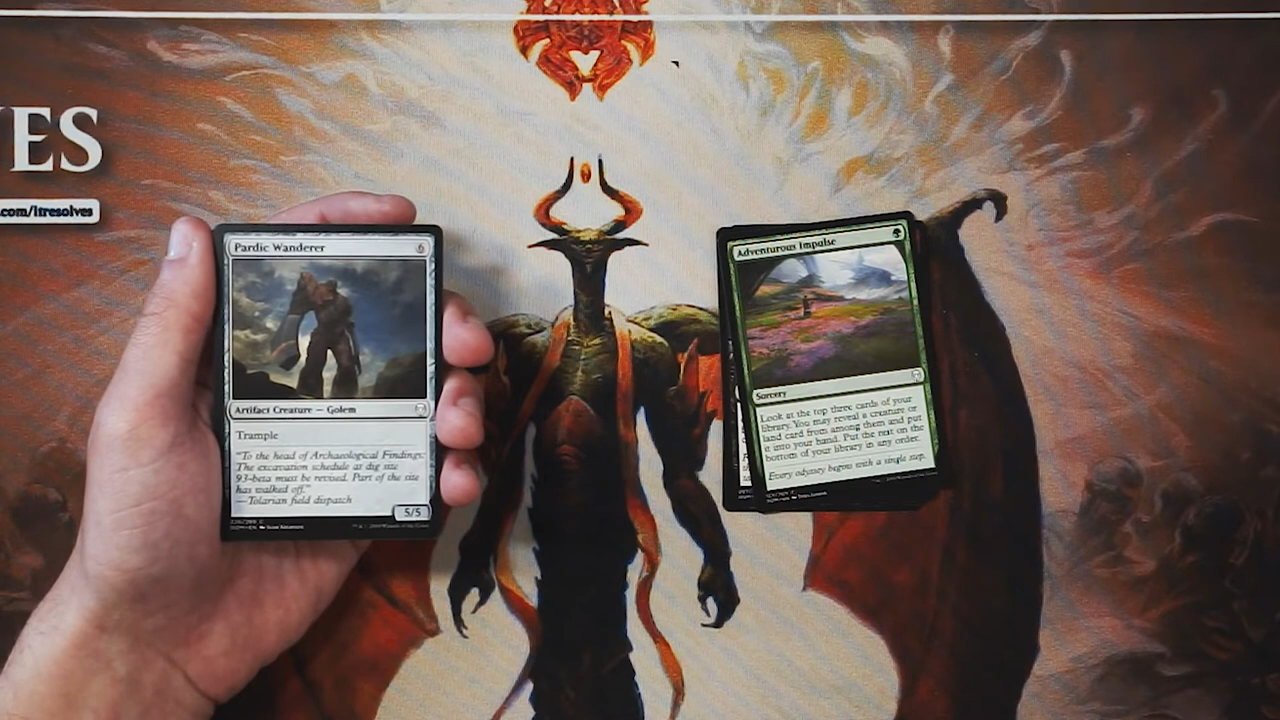 VES
.com/itresolves
Pardic Wanderer 6
Artifact Creature — Golem
Trample
"To the head of Archaeological Findings:
The excavation schedule at dig site
93-beta must be revised. Part of the site
has walked off."
—Tolarian field dispatch
5/5
Adventurous Impulse
Sorcery
Look at the top three cards of your
library. You may reveal a creature or
land card from among them and put
it into your hand. Put the rest on the
bottom of your library in any order.
Every odyssey begins with a single step.